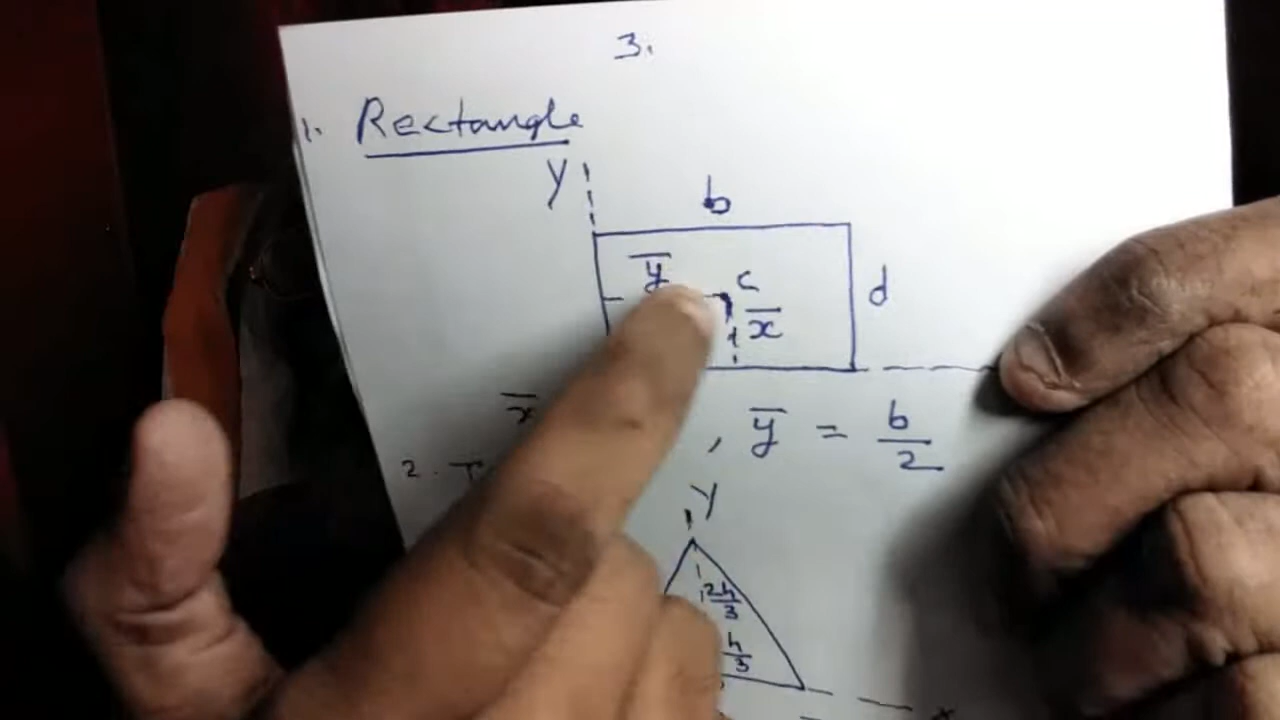 3.
1. Rectangle
y
b
y̅
c
x̅
d
x̅ , y̅ = b/2
2.
y
2h/3
h/3
x